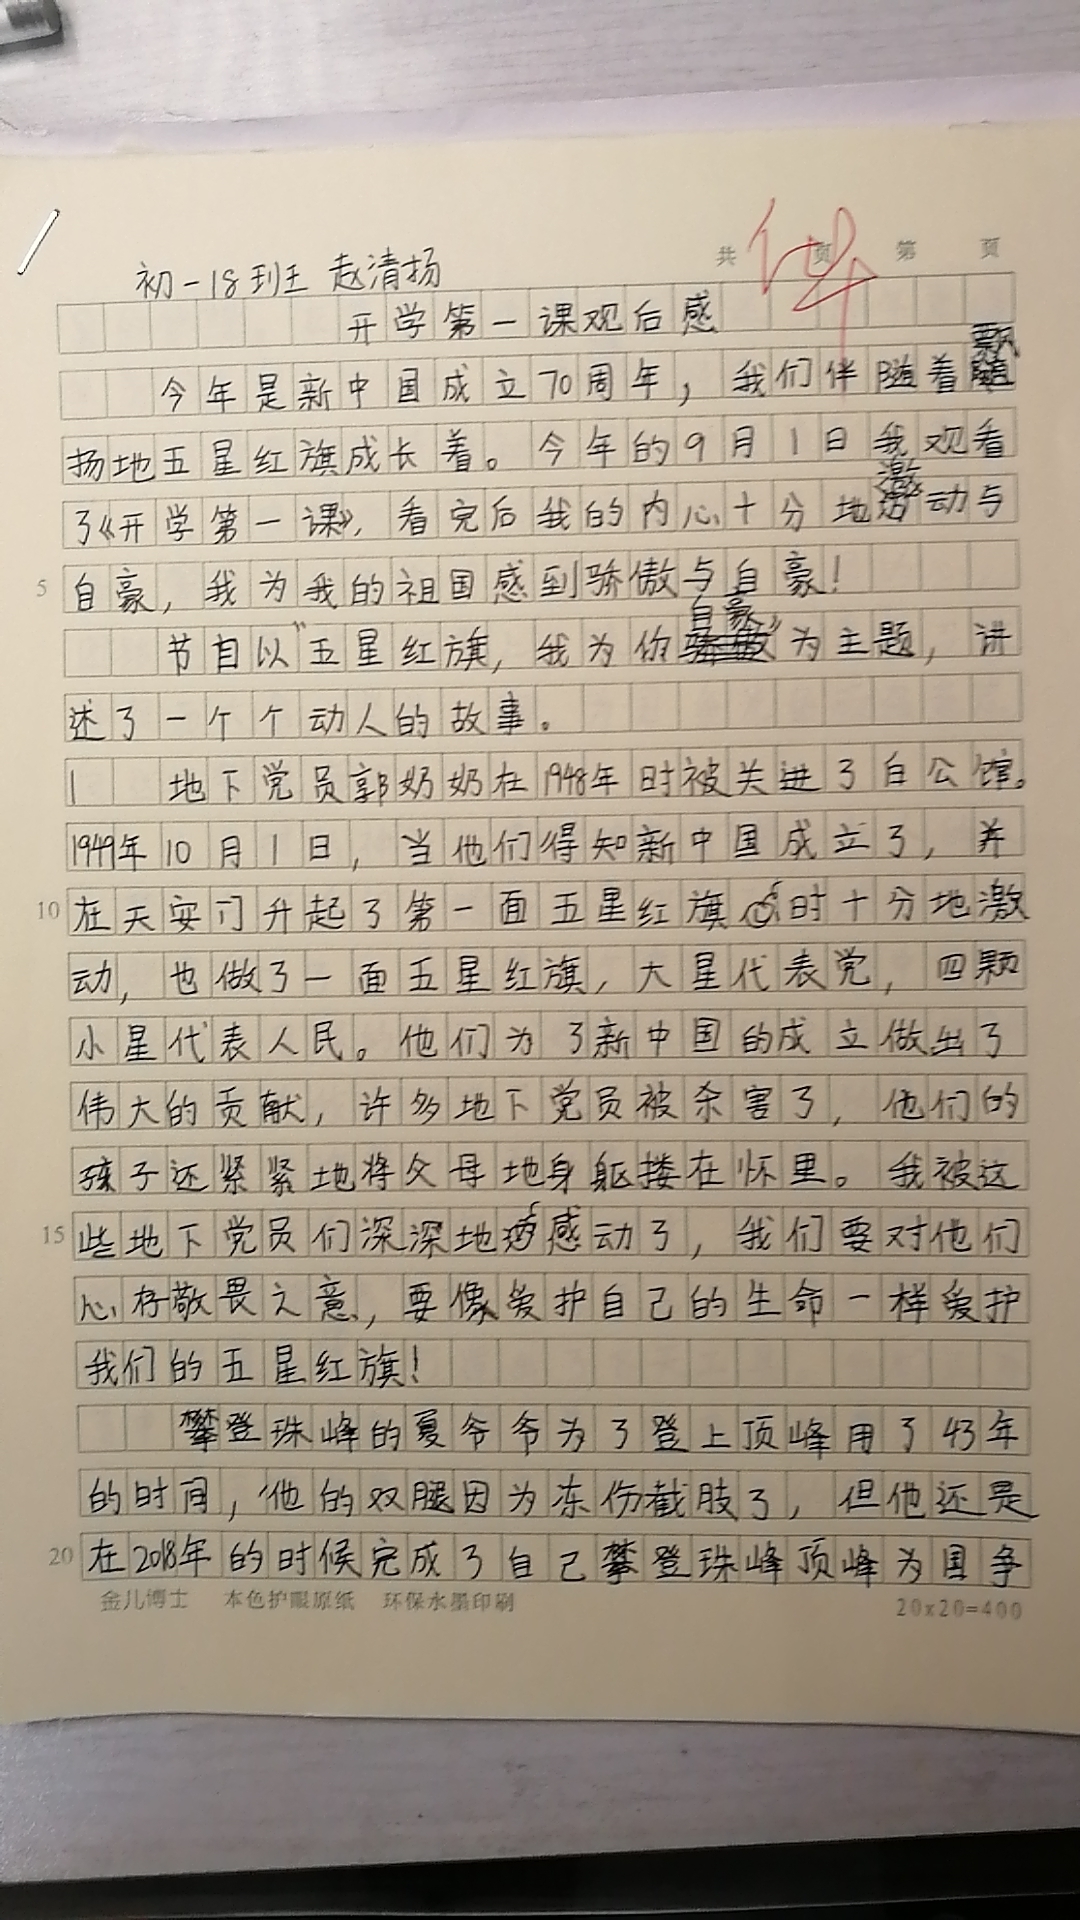 共 页 第 页
初一18班 赵清扬
开学第一课观后感
今年是新中国成立70周年，我们伴随着飘
扬地五星红旗成长着。今年的9月1日我观看
了《开学第一课》，看完后我的内心十分地激动与
5 自豪，我为我的祖国感到骄傲与自豪！
节目以"五星红旗，我为你自豪"为主题，讲
述了一个个动人的故事。
地下党员郭奶奶在1948年时被关进了白公馆。
1949年10月1日，当他们得知新中国成立了，并
10 在天安门升起了第一面五星红旗时十分地激
动，也做了一面五星红旗，大星代表党，四颗
小星代表人民。他们为了新中国的成立做出了
伟大的贡献，许多地下党员被杀害了，他们的
孩子还紧紧地将父母地身躯搂在怀里。我被这
15 些地下党员们深深地感动了，我们要对他们
心存敬畏之意，要像爱护自己的生命一样爱护
我们的五星红旗！
攀登珠峰的夏爷爷为了登上顶峰用了43年
的时间，他的双腿因为冻伤截肢了，但他还是
20 在2018年的时候完成了自己攀登珠峰顶峰为国争
金儿博士 本色护眼原纸 环保水墨印刷 20x20=400